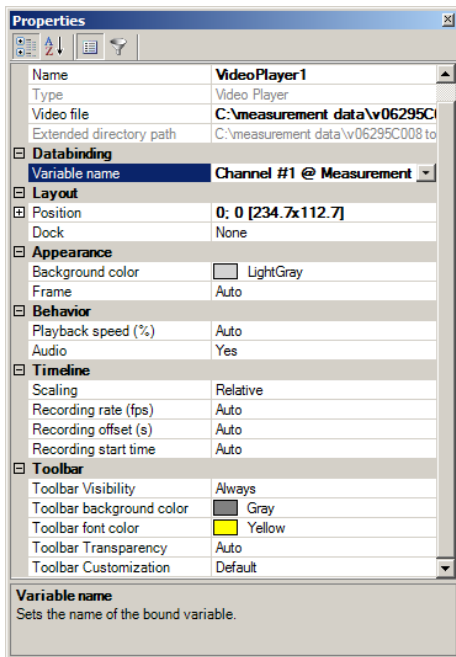 Properties
Name VideoPlayer1
Type Video Player
Video file C:\measurement data\v06295C
Extended directory path C:\measurement data\v06295C008 to
Databinding
Variable name Channel #1 @ Measurement
Layout
Position 0; 0 [234.7x112.7]
Dock None
Appearance
Background color LightGray
Frame Auto
Behavior
Playback speed (%) Auto
Audio Yes
Timeline
Scaling Relative
Recording rate (fps) Auto
Recording offset (s) Auto
Recording start time Auto
Toolbar
Toolbar Visibility Always
Toolbar background color Gray
Toolbar font color Yellow
Toolbar Transparency Auto
Toolbar Customization Default
Variable name
Sets the name of the bound variable.